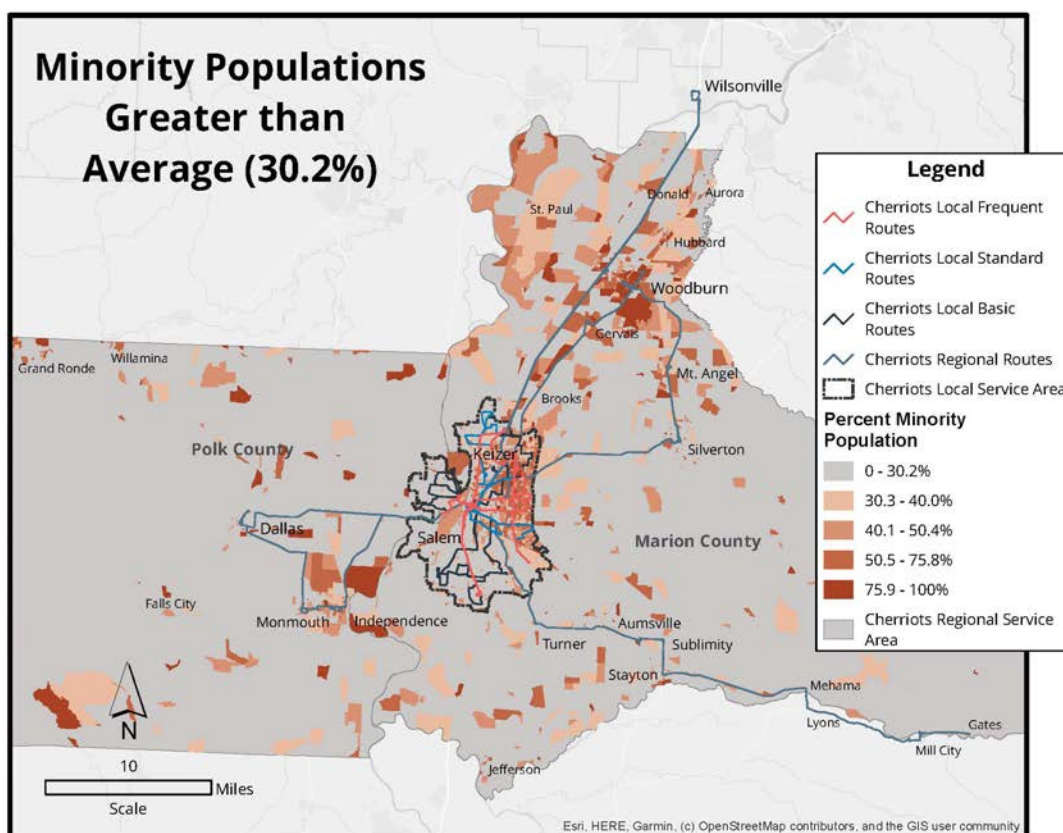 Minority Populations
Greater than
Average (30.2%)
Wilsonville
Donald
Aurora
St. Paul
Hubbard
Woodburn
Gervais
Mt. Angel
Grand Ronde
Willamina
Brooks
Keizer
Silverton
Polk County
Dallas
Salem
Marion County
Falls City
Monmouth
Independence
Aumsville
Turner
Sublimity
Stayton
Mehama
Lyons
Gates
Mill City
Jefferson
N
10
Miles
Scale
Legend
Cherriots Local Frequent
Routes
Cherriots Local Standard
Routes
Cherriots Local Basic
Routes
Cherriots Regional Routes
Cherriots Local Service Area
Percent Minority
Population
0 - 30.2%
30.3 - 40.0%
40.1 - 50.4%
50.5 - 75.8%
75.9 - 100%
Cherriots Regional Service
Area
Esri, HERE, Garmin, (c) OpenStreetMap contributors, and the GIS user community